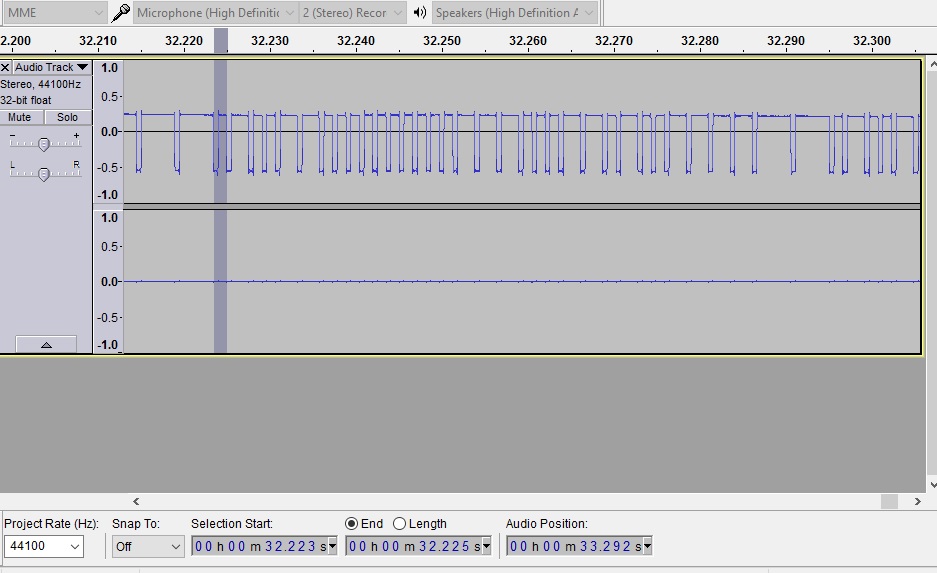 MME Microphone (High Definitic 2 (Stereo) Recor Speakers (High Definition A
2.200 32.210 32.220 32.230 32.240 32.250 32.260 32.270 32.280 32.290 32.300
X Audio Track
Stereo, 44100Hz
32-bit float
Mute Solo
- +
L R
1.0
0.5-
0.0-
-0.5-
-1.0
1.0
0.5-
0.0-
-0.5-
-1.0
Project Rate (Hz): Snap To: Selection Start: End Length Audio Position:
44100 Off 00 h 00 m 32.223 s 00 h 00 m 32.225 s 00 h 00 m 33.292 s